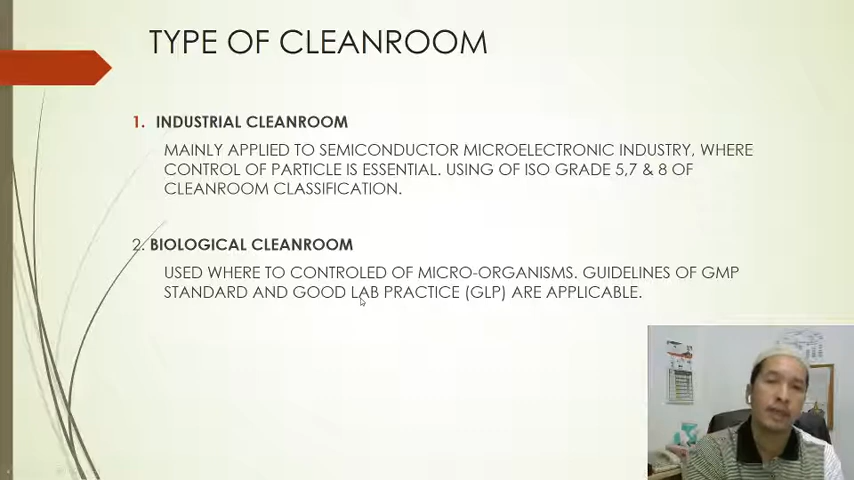 TYPE OF CLEANROOM
1. INDUSTRIAL CLEANROOM
MAINLY APPLIED TO SEMICONDUCTOR MICROELECTRONIC INDUSTRY, WHERE
CONTROL OF PARTICLE IS ESSENTIAL. USING OF ISO GRADE 5,7 & 8 OF
CLEANROOM CLASSIFICATION.
2. BIOLOGICAL CLEANROOM
USED WHERE TO CONTROLED OF MICRO-ORGANISMS. GUIDELINES OF GMP
STANDARD AND GOOD LAB PRACTICE (GLP) ARE APPLICABLE.